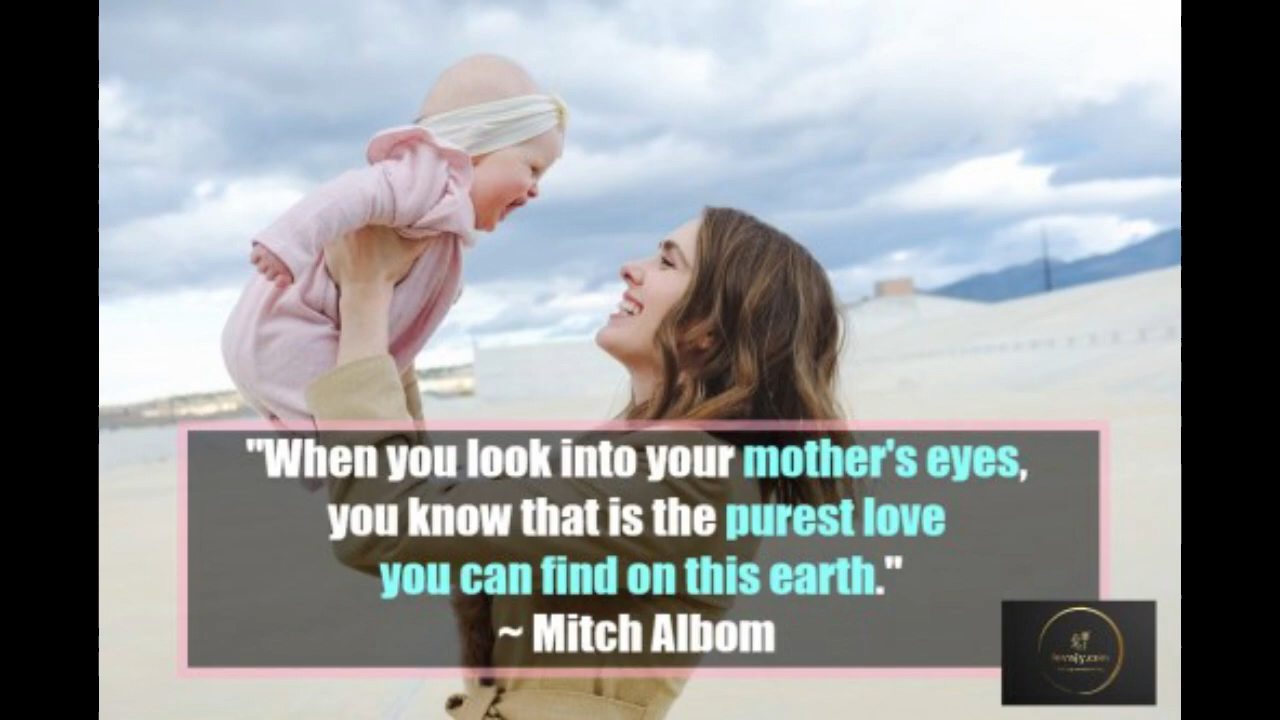 "When you look into your mother's eyes,
you know that is the purest love
you can find on this earth."
~ Mitch Albom